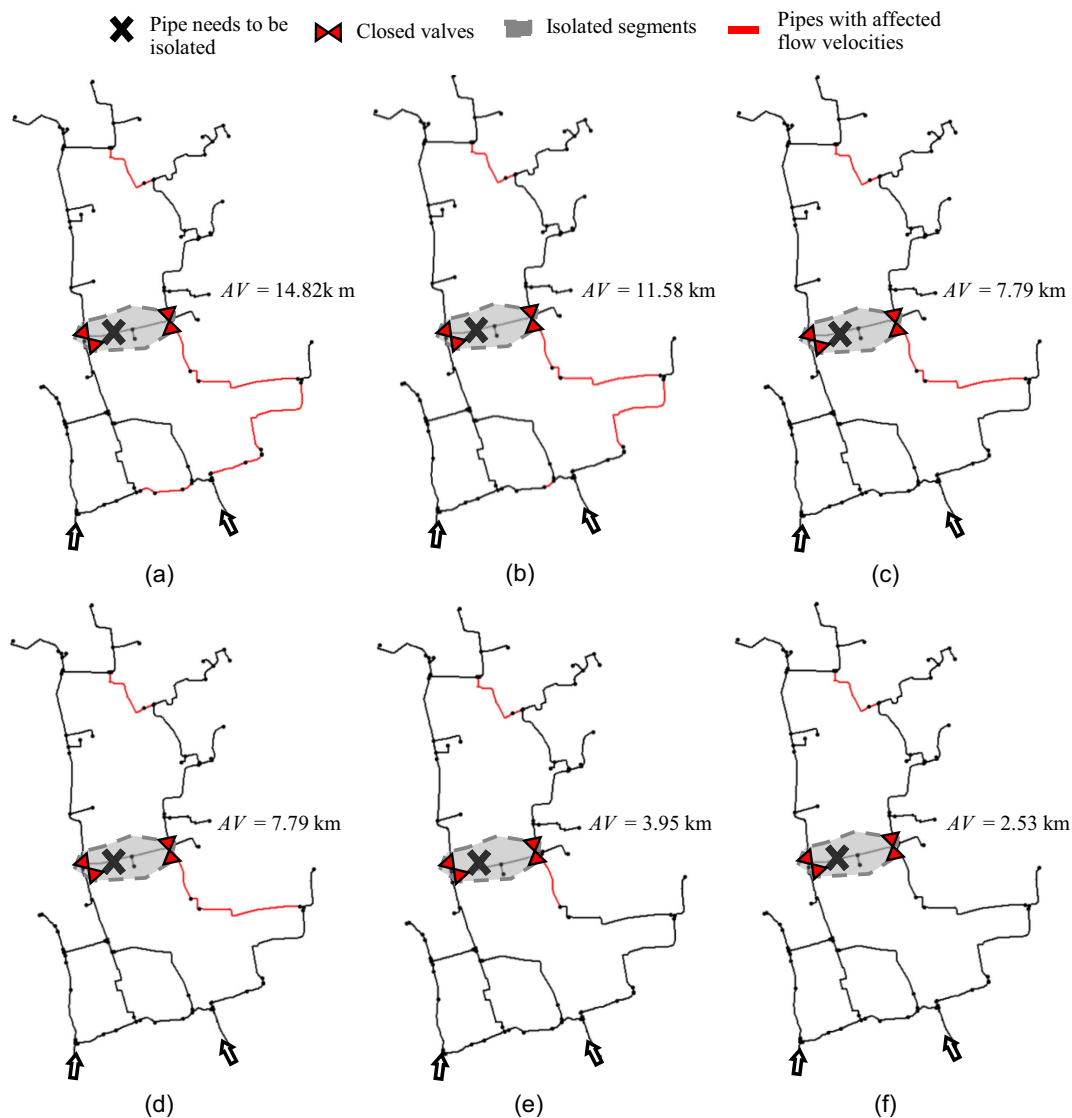 Pipe needs to be
isolated
Closed valves
Isolated segments
Pipes with affected
flow velocities
AV = 14.82k m
AV = 11.58 km
AV = 7.79 km
(a)
(b)
(c)
AV = 7.79 km
AV = 3.95 km
AV = 2.53 km
(d)
(e)
(f)